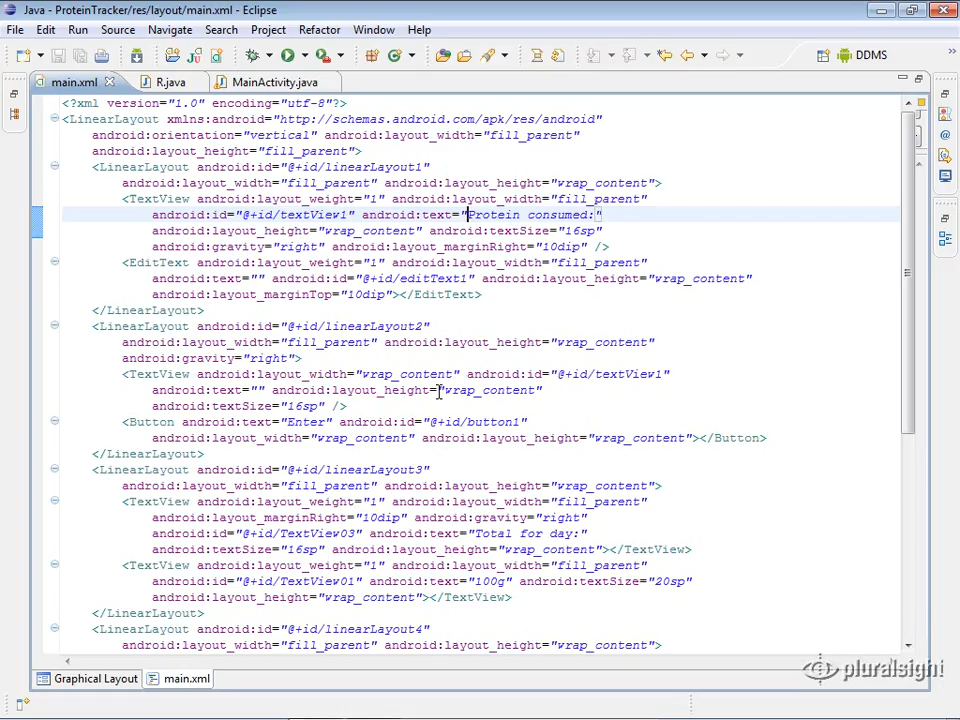 Java - ProteinTracker/res/layout/main.xml - Eclipse
File Edit Run Source Navigate Search Project Refactor Window Help
DDMS
main.xml R.java MainActivity.java
<?xml version="1.0" encoding="utf-8"?>
<LinearLayout xmlns:android="http://schemas.android.com/apk/res/android"
android:orientation="vertical" android:layout_width="fill_parent"
android:layout_height="fill_parent">
<LinearLayout android:id="@+id/linearLayout1"
android:layout_width="fill_parent" android:layout_height="wrap_content">
<TextView android:layout_weight="1" android:layout_width="fill_parent"
android:id="@+id/textView1" android:text="Protein consumed:"
android:layout_height="wrap_content" android:textSize="16sp"
android:gravity="right" android:layout_marginRight="10dip" />
<EditText android:layout_weight="1" android:layout_width="fill_parent"
android:text="" android:id="@+id/editText1" android:layout_height="wrap_content"
android:layout_marginTop="10dip"></EditText>
</LinearLayout>
<LinearLayout android:id="@+id/linearLayout2"
android:layout_width="fill_parent" android:layout_height="wrap_content"
android:gravity="right">
<TextView android:layout_width="wrap_content" android:id="@+id/textView1"
android:text="" android:layout_height="wrap_content"
android:textSize="16sp" />
<Button android:text="Enter" android:id="@+id/button1"
android:layout_width="wrap_content" android:layout_height="wrap_content"></Button>
</LinearLayout>
<LinearLayout android:id="@+id/linearLayout3"
android:layout_width="fill_parent" android:layout_height="wrap_content">
<TextView android:layout_weight="1" android:layout_width="fill_parent"
android:layout_marginRight="10dip" android:gravity="right"
android:id="@+id/TextView03" android:text="Total for day:"
android:textSize="16sp" android:layout_height="wrap_content"></TextView>
<TextView android:layout_weight="1" android:layout_width="fill_parent"
android:id="@+id/TextView01" android:text="100g" android:textSize="20sp"
android:layout_height="wrap_content"></TextView>
</LinearLayout>
<LinearLayout android:id="@+id/linearLayout4"
android:layout_width="fill_parent" android:layout_height="wrap_content">
pluralsight
Graphical Layout main.xml